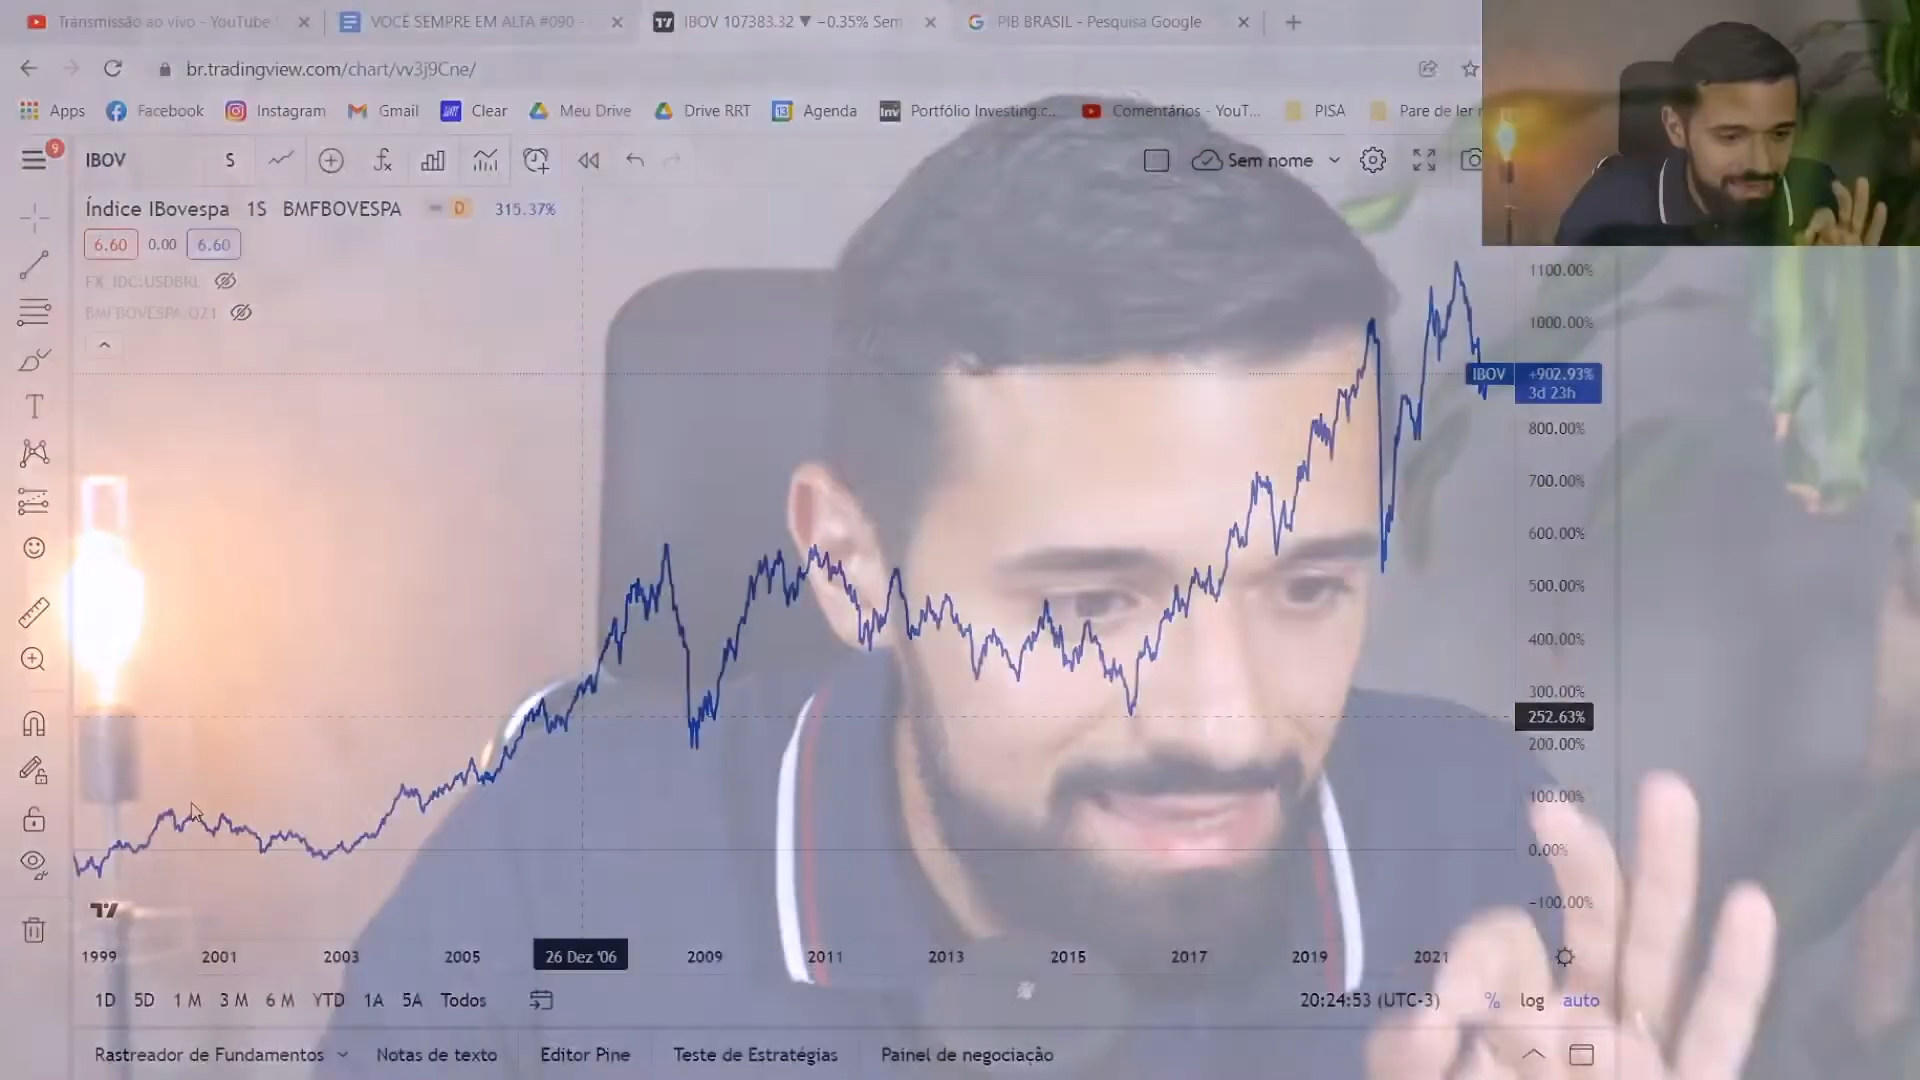 Transmissão ao vivo - YouTube
VOCÊ SEMPRE EM ALTA #090 -
IBOV 107383.32 ▼ −0.35% Sem
PIB BRASIL - Pesquisa Google
br.tradingview.com/chart/vv3j9Cne/
Apps Facebook Instagram Gmail Clear Meu Drive Drive RRT Agenda Portfólio Investing.c... Comentários - YouT... PISA Pare de ler
9
IBOV S Sem nome
Índice IBovespa 1S BMFBOVESPA D 315.37%
6.60 0.00 6.60
FX_IDC:USDBRL
1100.00%
1000.00%
IBOV +902.93%
3d 23h
800.00%
700.00%
600.00%
500.00%
400.00%
300.00%
252.63%
200.00%
100.00%
0.00%
−100.00%
1999 2001 2003 2005 26 Dez '06 2009 2011 2013 2015 2017 2019 2021
1D 5D 1 M 3 M 6 M YTD 1A 5A Todos 20:24:53 (UTC-3) % log auto
Rastreador de Fundamentos Notas de texto Editor Pine Teste de Estratégias Painel de negociação